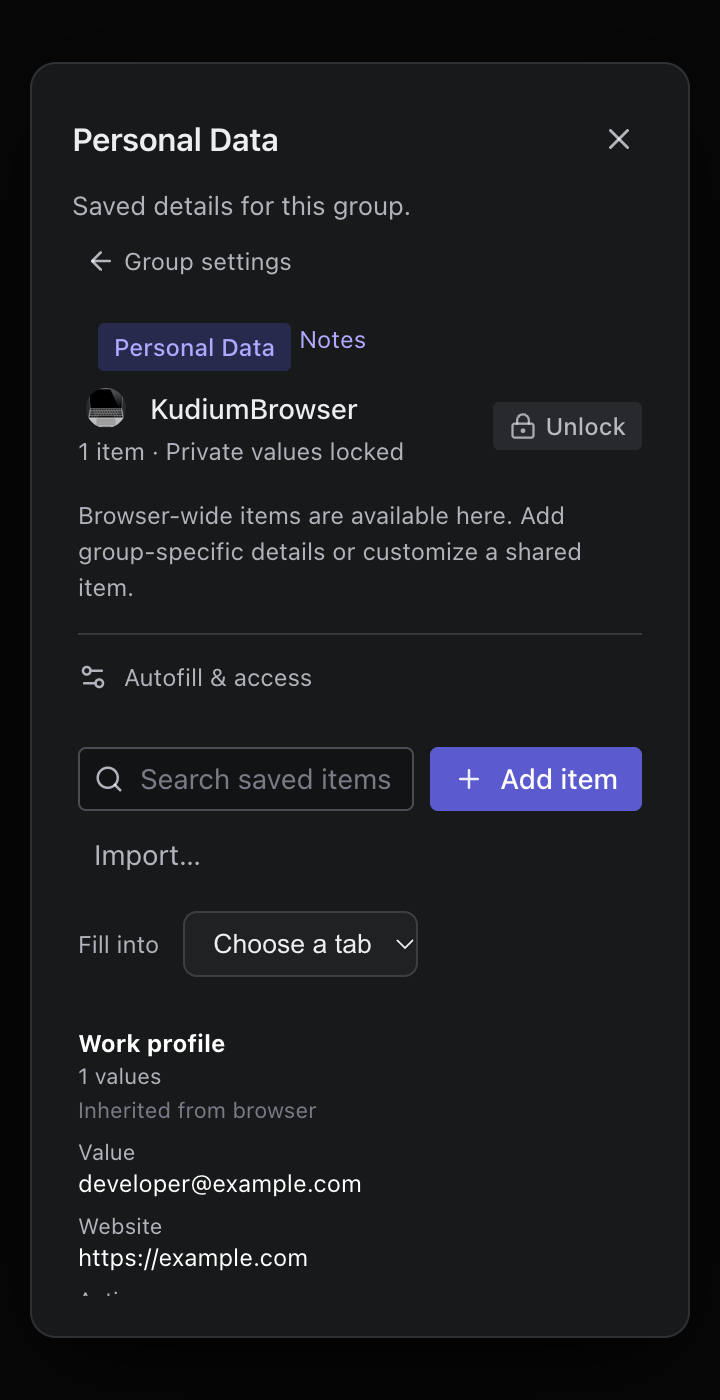 Personal Data
Saved details for this group.
Group settings
Personal Data
Notes
KudiumBrowser
Unlock
1 item · Private values locked
Browser-wide items are available here. Add
group-specific details or customize a shared
item.
Autofill & access
Search saved items
Add item
Import...
Fill into
Choose a tab
Work profile
1 values
Inherited from browser
Value
developer@example.com
Website
https://example.com